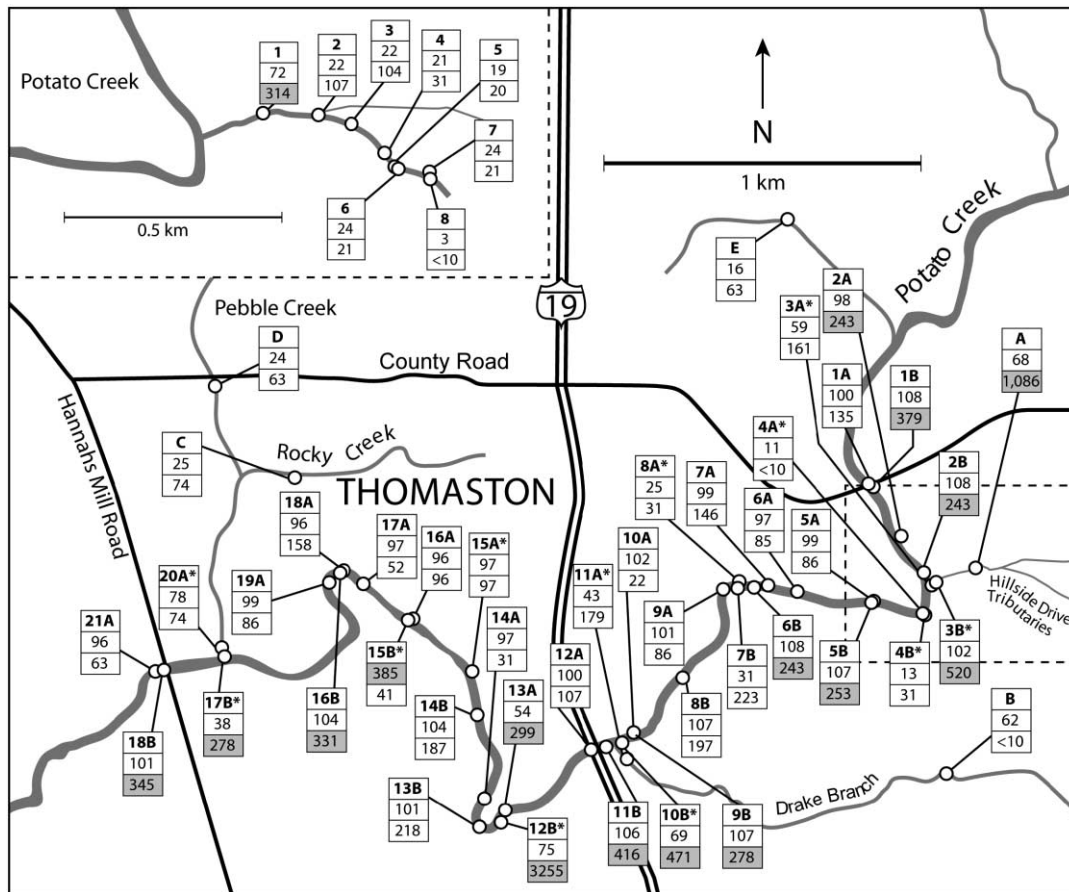 1
72
314
2
22
107
3
22
104
4
21
31
5
19
20
7
24
21
6
24
21
8
3
<10
Potato Creek
0.5 km
N
1 km
Potato Creek
E
16
63
19
Pebble Creek
D
24
63
County Road
Hannahs Mill Road
C
25
74
Rocky Creek
THOMASTON
3A*
59
161
2A
98
243
A
68
1,086
1A
100
135
1B
108
379
4A*
11
<10
2B
108
243
8A*
25
31
7A
99
146
6A
97
85
5A
99
86
Hillside Drive
Tributaries
18A
96
158
17A
97
52
16A
96
96
15A*
97
97
10A
102
22
11A*
43
179
9A
101
86
20A*
78
74
19A
99
86
21A
96
63
14A
97
31
12A
100
107
13A
54
299
6B
108
243
7B
31
223
5B
107
253
4B*
13
31
3B*
102
520
15B*
385
41
16B
104
331
17B*
38
278
18B
101
345
14B
104
187
8B
107
197
B
62
<10
13B
101
218
12B*
75
3255
11B
106
416
10B*
69
471
9B
107
278
Drake Branch